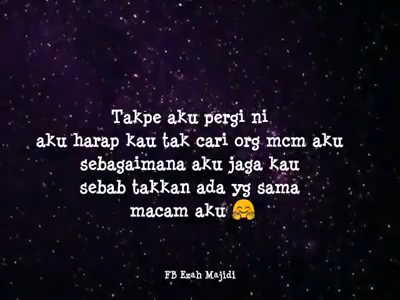 Takpe aku pergi ni
aku harap kau tak cari org mcm aku
sebagaimana aku jaga kau
sebab takkan ada yg sama
macam aku 🤗
FB Ezah Majidi